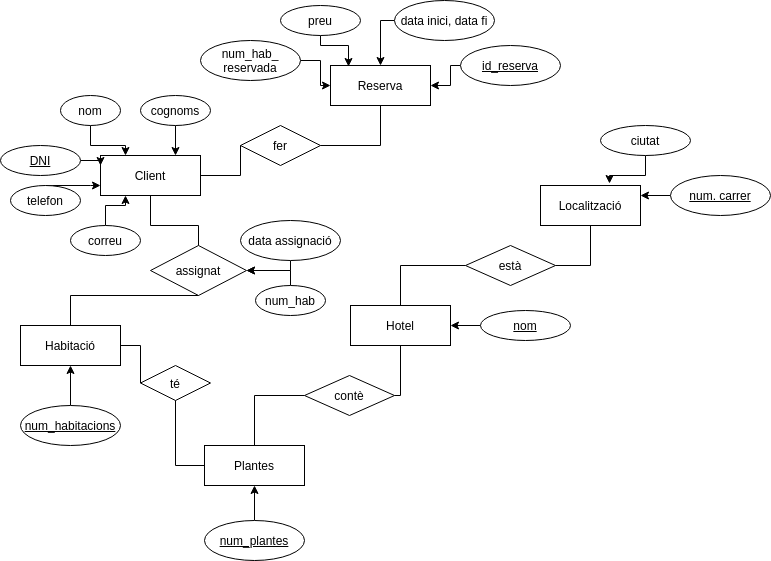 preu
data inici, data fi
num_hab_
reservada
id_reserva
Reserva
nom
cognoms
fer
ciutat
DNI
Client
telefon
num. carrer
Localització
correu
data assignació
assignat
està
num_hab
Hotel
nom
Habitació
té
contè
num_habitacions
Plantes
num_plantes